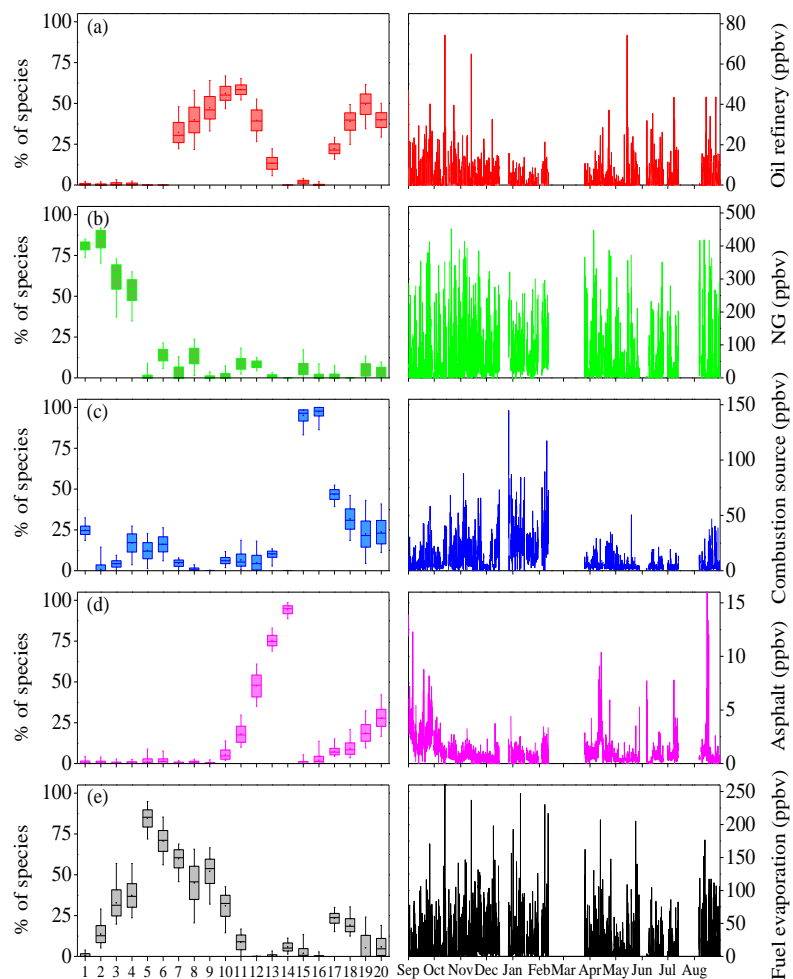 (a)
% of species
100
75
50
25
0
80
60
40
20
0
Oil refinery (ppbv)
(b)
% of species
100
75
50
25
0
500
400
300
200
100
0
NG (ppbv)
(c)
% of species
100
75
50
25
0
150
100
50
0
Combustion source (ppbv)
(d)
% of species
100
75
50
25
0
15
10
5
0
Asphalt (ppbv)
(e)
% of species
100
75
50
25
0
250
200
150
100
50
0
Fuel evaporation (ppbv)
1 2 3 4 5 6 7 8 9 10 11 12 13 14 15 16 17 18 19 20
Sep Oct Nov Dec Jan Feb Mar Apr May Jun Jul Aug